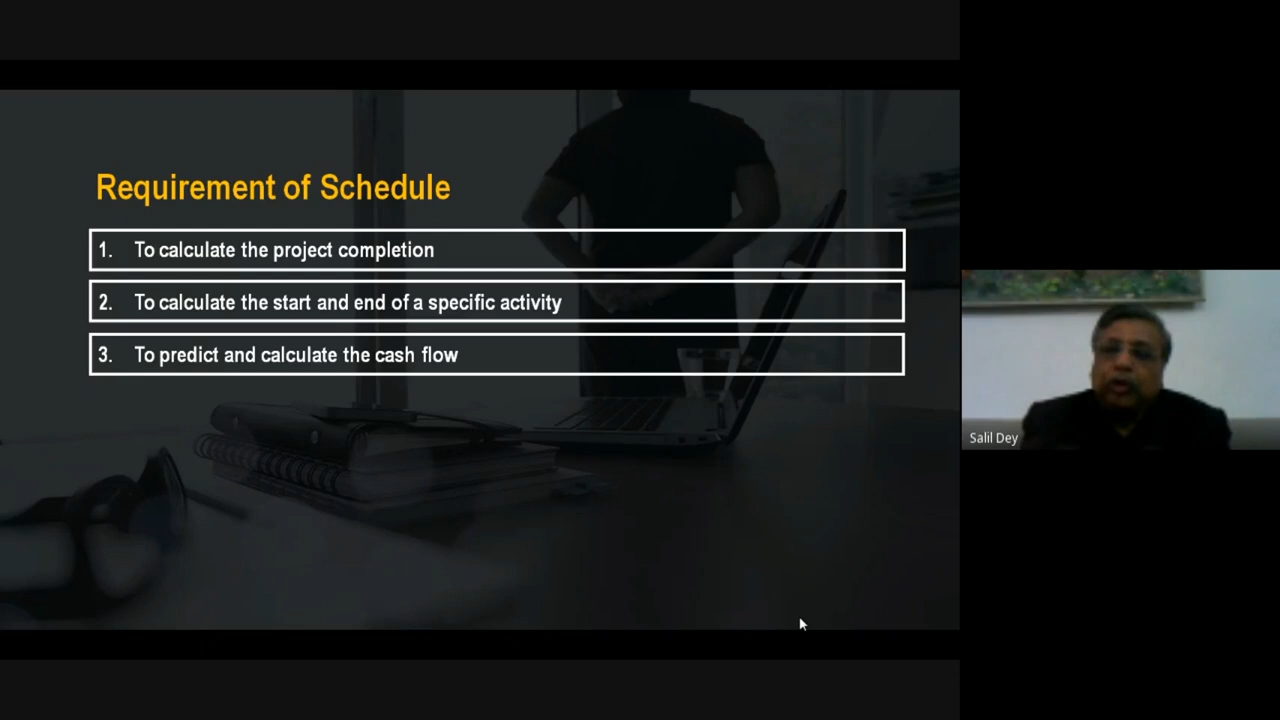 Requirement of Schedule
1. To calculate the project completion
2. To calculate the start and end of a specific activity
3. To predict and calculate the cash flow
Salil Dey